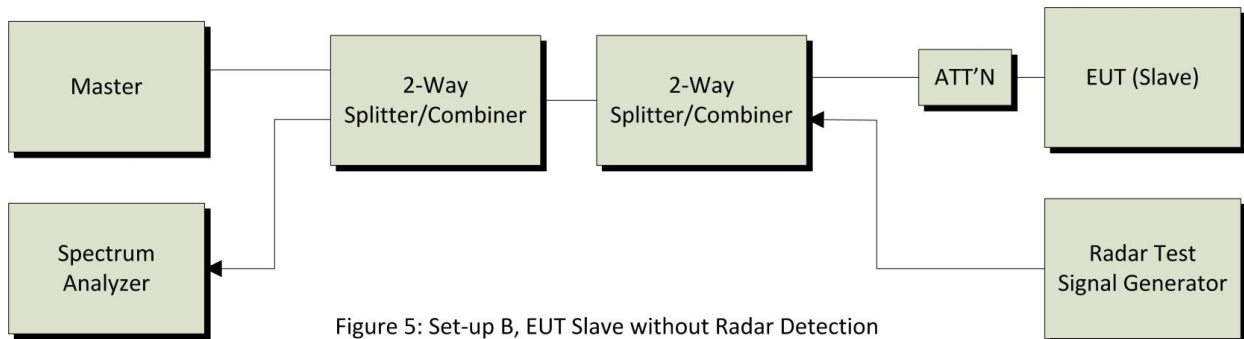 Master
2-Way
Splitter/Combiner
2-Way
Splitter/Combiner
ATT’N
EUT (Slave)
Spectrum
Analyzer
Radar Test
Signal Generator
Figure 5: Set-up B, EUT Slave without Radar Detection